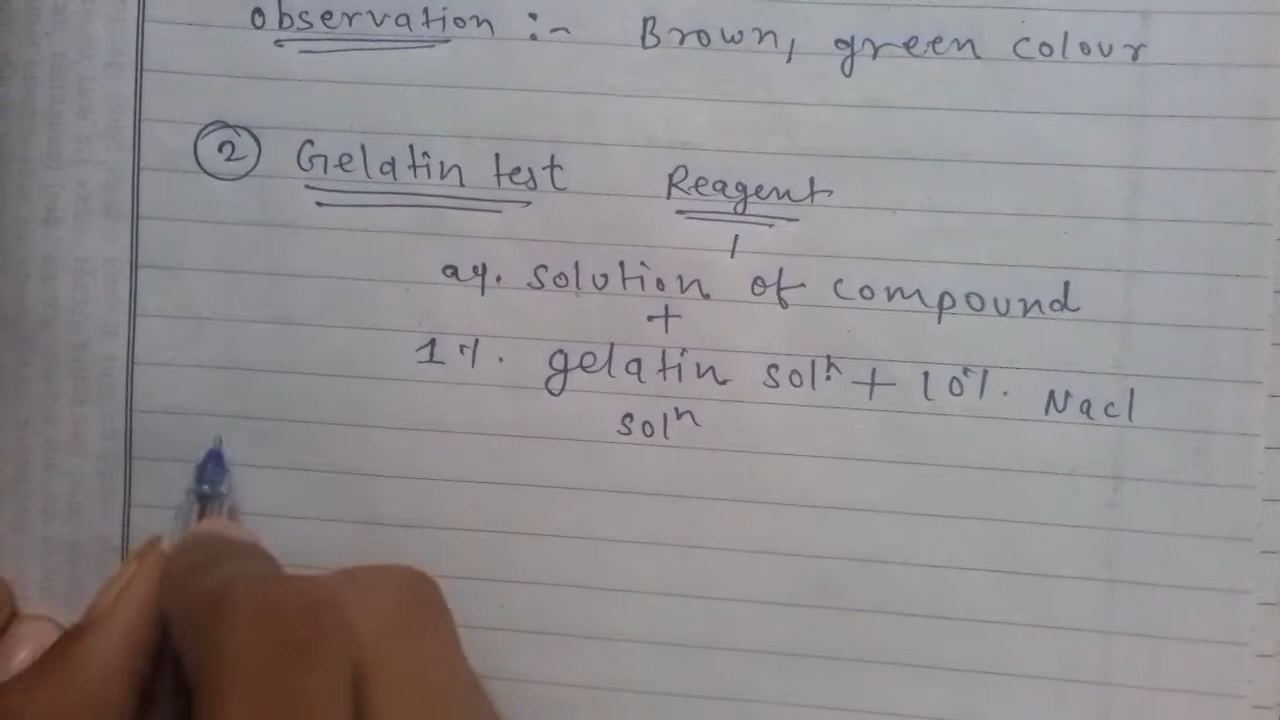 observation :- Brown, green colour
② Gelatin test Reagent
aq. solution of compound
+
1%. gelatin solⁿ + 10%. Nacl
solⁿ